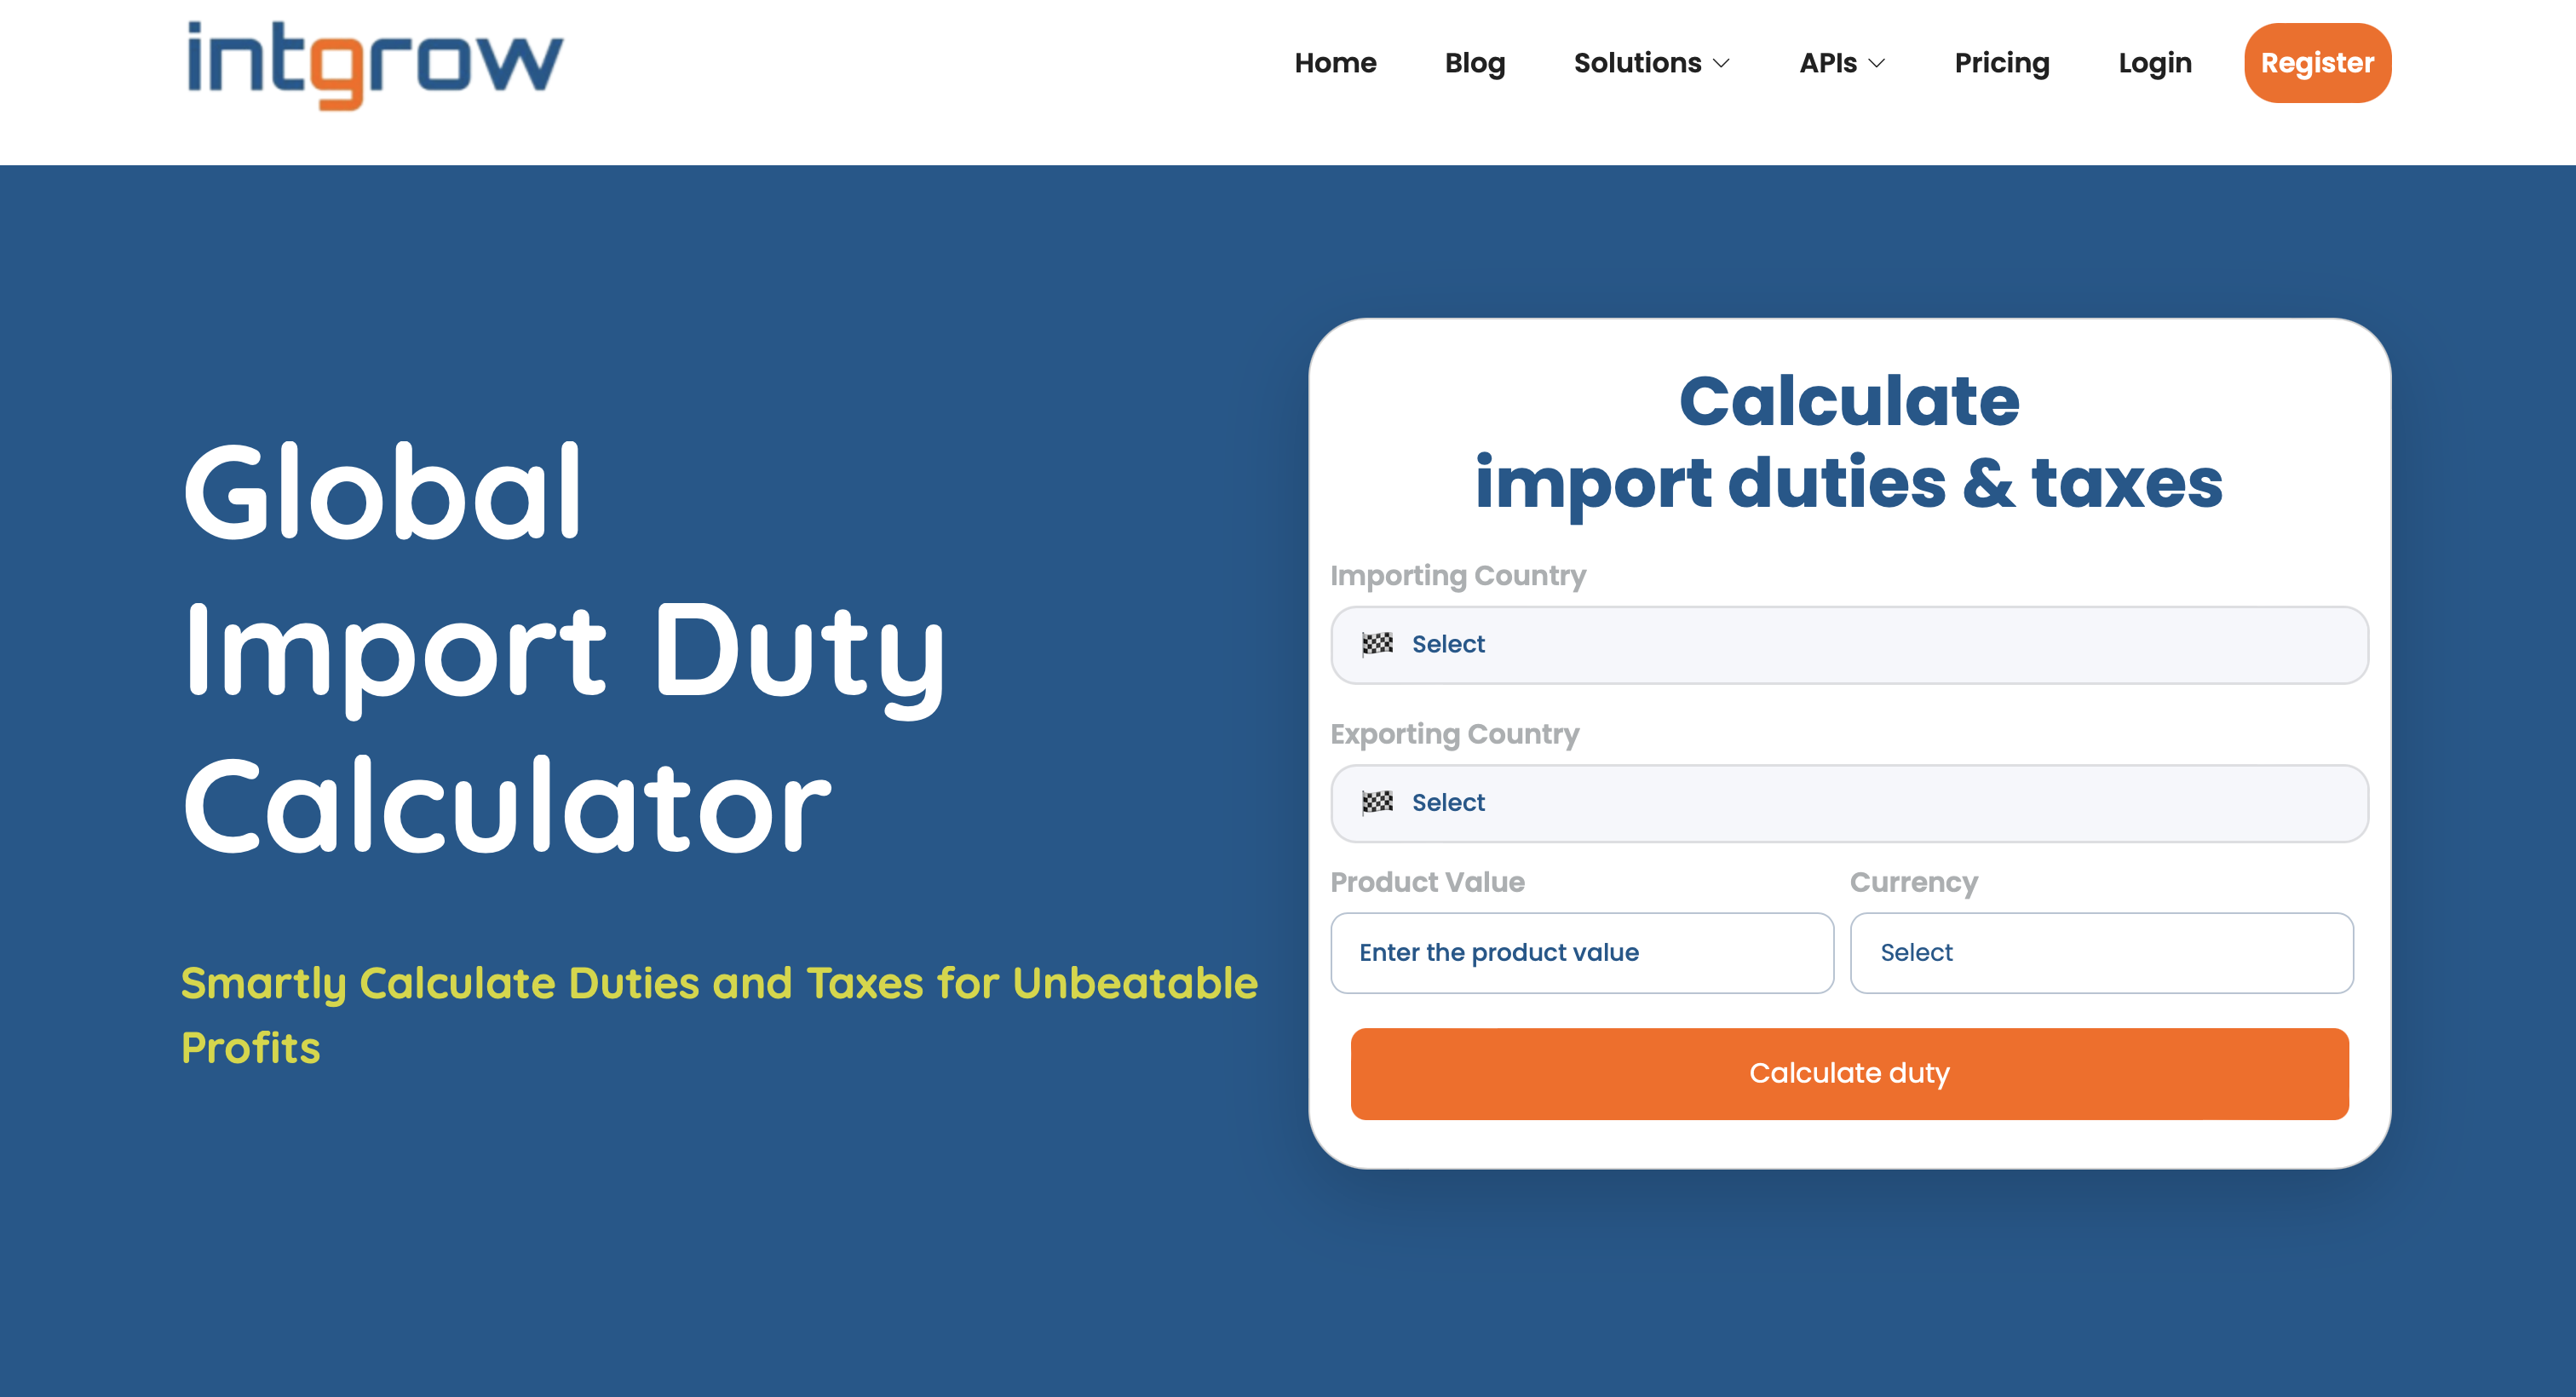 intgrow
Home Blog Solutions APIs Pricing Login Register
Global
Import Duty
Calculator
Smartly Calculate Duties and Taxes for Unbeatable
Profits
Calculate
import duties & taxes
Importing Country
Select
Exporting Country
Select
Product Value Currency
Enter the product value Select
Calculate duty